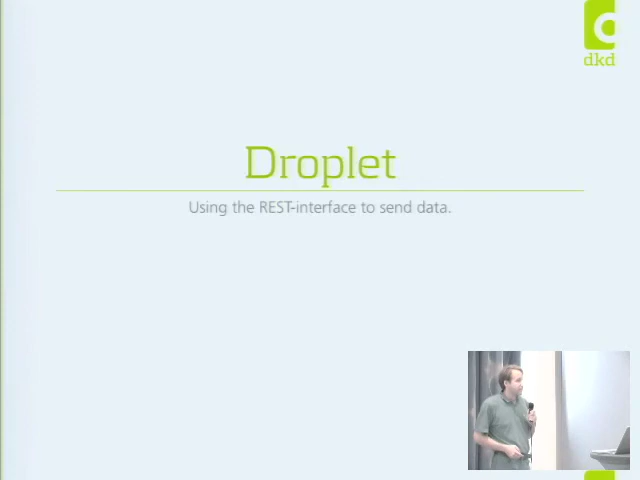 dkd
Droplet
Using the REST-interface to send data.